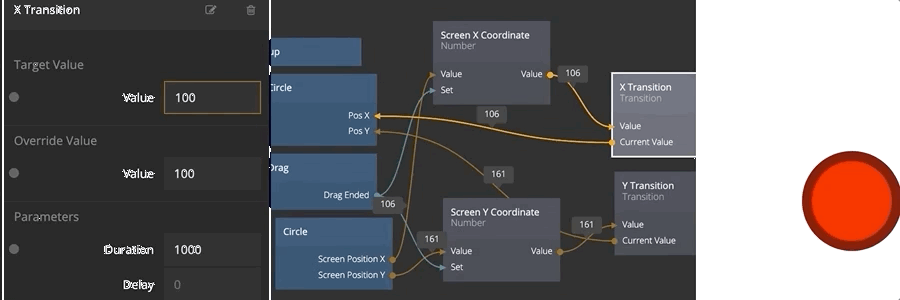 X Transition
Target Value
Value 100
Override Value
Value 100
Parameters
Duration 1000
Delay 0
up
Circle
Pos X
Pos Y
Drag
Drag Ended
106
Circle
Screen Position X
Screen Position Y
Screen X Coordinate
Number
Value Value
Set
106
106
161
161
Screen Y Coordinate
Number
Value Value
Set
161
X Transition
Transition
Value
Current Value
Y Transition
Transition
Value
Current Value